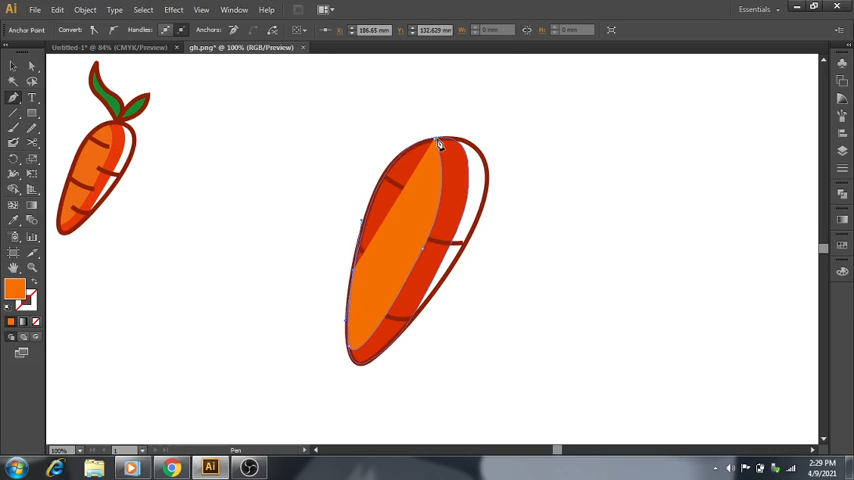 Ai File Edit Object Type Select Effect View Window Help Essentials
Anchor Point Convert: Handles: Anchors: X: 186.65 mm Y: 132.629 mm W: 0 mm H: 0 mm
Untitled-1* @ 84% (CMYK/Preview) × gh.png* @ 100% (RGB/Preview) ×
T
100% 1 Pen
Ai 2:29 PM
4/9/2021